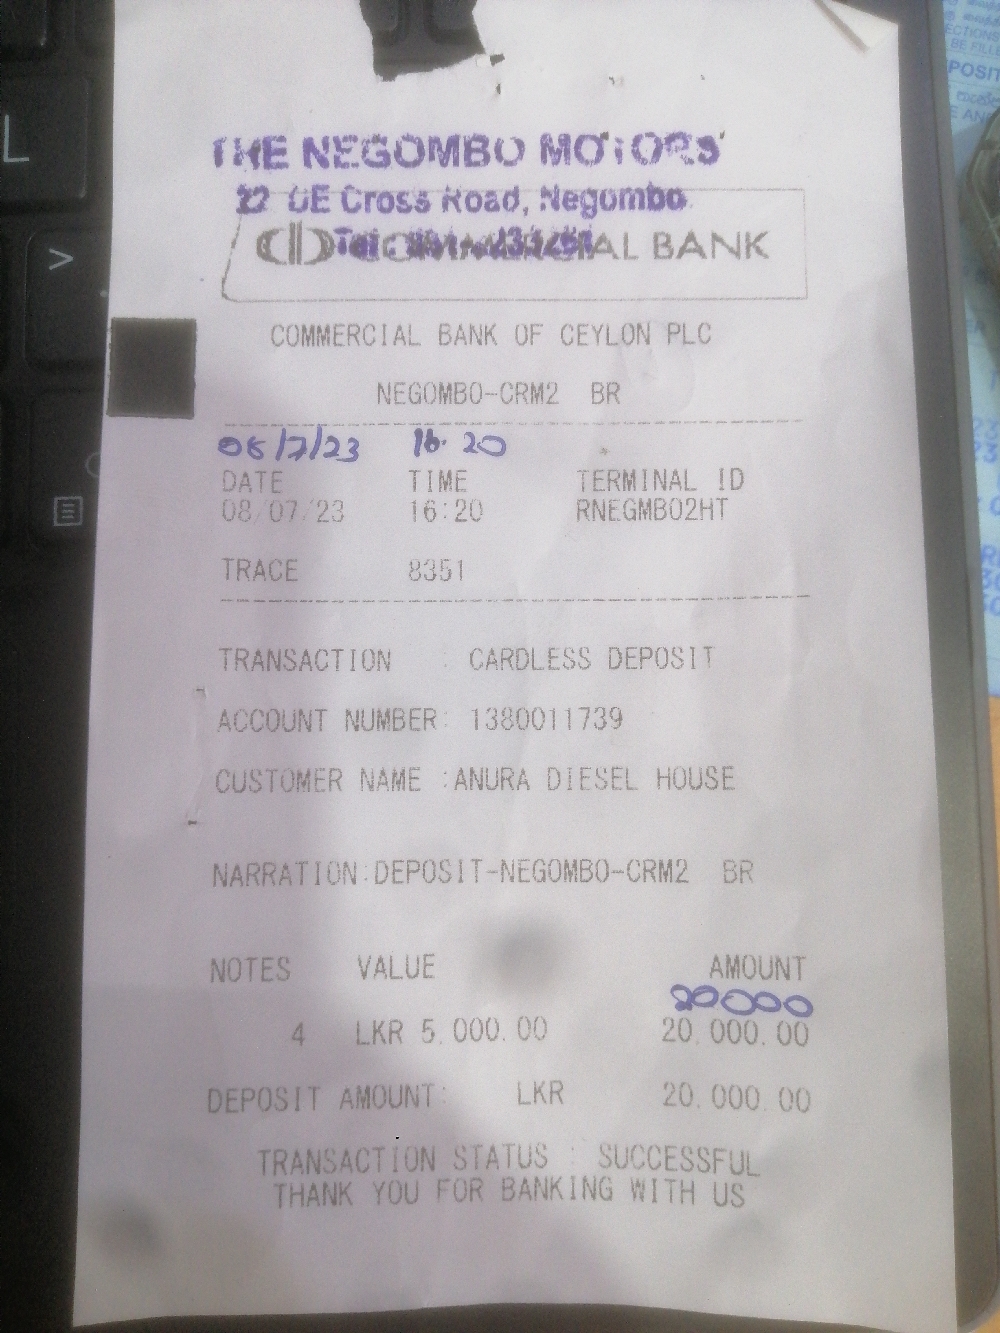 THE NEGOMBO MOTORS
22 DE Cross Road, Negombo
COMMERCIAL BANK
COMMERCIAL BANK OF CEYLON PLC
NEGOMBO-CRM2 BR
08/7/23 16.20
DATE TIME TERMINAL ID
08/07/23 16:20 RNEGMBO2HT
TRACE 8351
TRANSACTION : CARDLESS DEPOSIT
ACCOUNT NUMBER: 1380011739
CUSTOMER NAME :ANURA DIESEL HOUSE
NARRATION:DEPOSIT-NEGOMBO-CRM2 BR
NOTES VALUE AMOUNT
20000
4 LKR 5,000.00 20,000.00
DEPOSIT AMOUNT: LKR 20,000.00
TRANSACTION STATUS : SUCCESSFUL
THANK YOU FOR BANKING WITH US
L
>